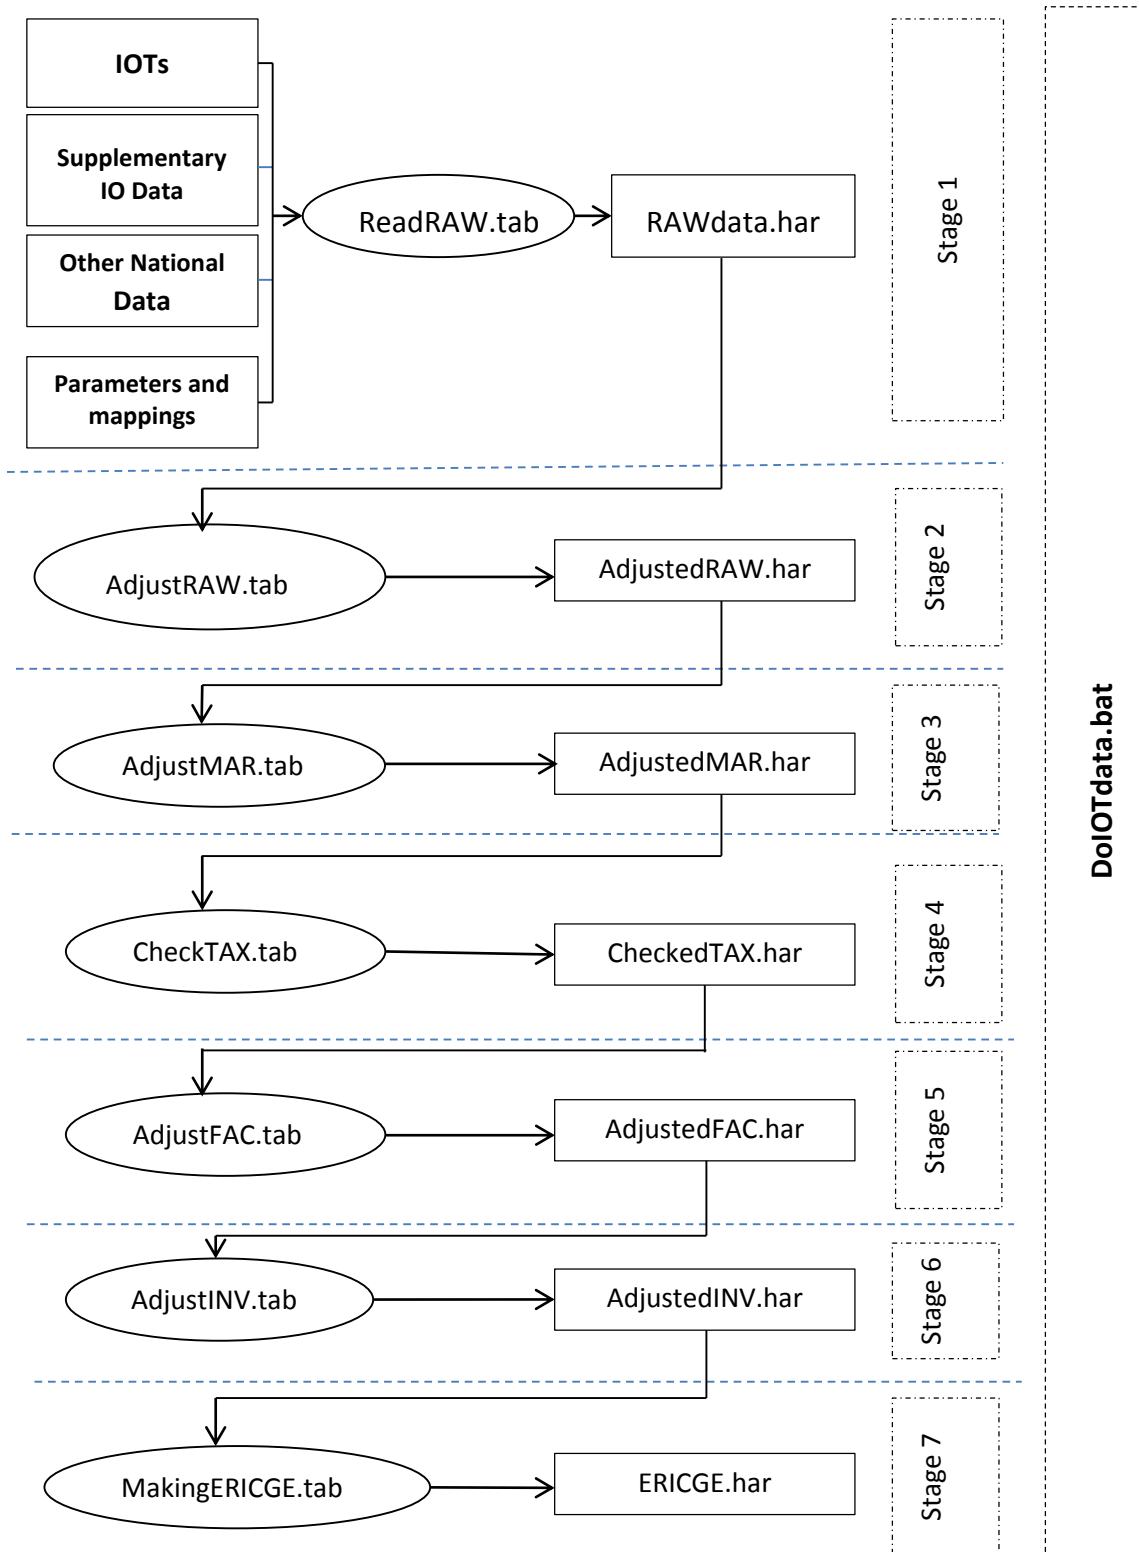 IOTs
Supplementary
IO Data
Other National
Data
Parameters and
mappings
ReadRAW.tab
RAWdata.har
Stage 1
AdjustRAW.tab
AdjustedRAW.har
Stage 2
AdjustMAR.tab
AdjustedMAR.har
Stage 3
CheckTAX.tab
CheckedTAX.har
Stage 4
AdjustFAC.tab
AdjustedFAC.har
Stage 5
AdjustINV.tab
AdjustedINV.har
Stage 6
MakingERICGE.tab
ERICGE.har
Stage 7
DoIOTdata.bat